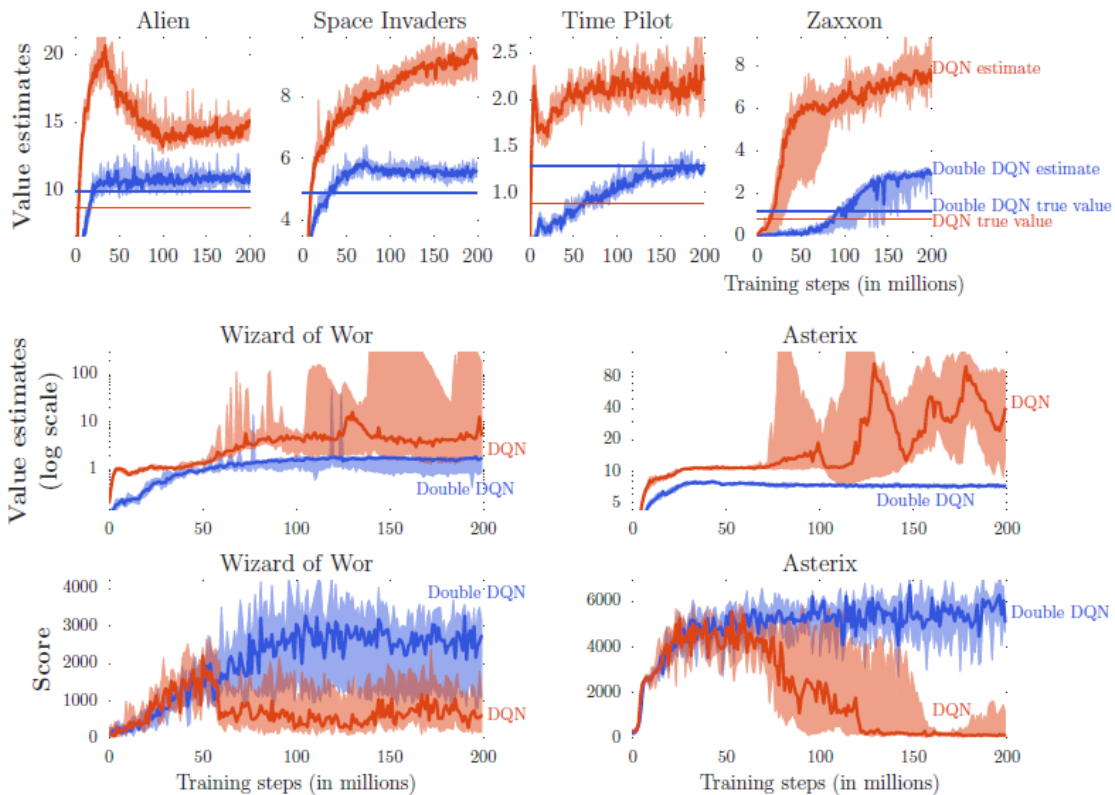 Alien
Space Invaders
Time Pilot
Zaxxon
Value estimates
20
15
10
0 50 100 150 200
8
6
4
0 50 100 150 200
2.5
2.0
1.5
1.0
0 50 100 150 200
8
6
4
2
0
0 50 100 150 200
DQN estimate
Double DQN estimate
Double DQN true value
DQN true value
Training steps (in millions)
Wizard of Wor
Asterix
Value estimates
(log scale)
100
10
1
DQN
Double DQN
0 50 100 150 200
80
40
20
10
5
DQN
Double DQN
0 50 100 150 200
Wizard of Wor
Asterix
Score
4000
3000
2000
1000
0
Double DQN
DQN
0 50 100 150 200
Training steps (in millions)
6000
4000
2000
0
Double DQN
DQN
0 50 100 150 200
Training steps (in millions)